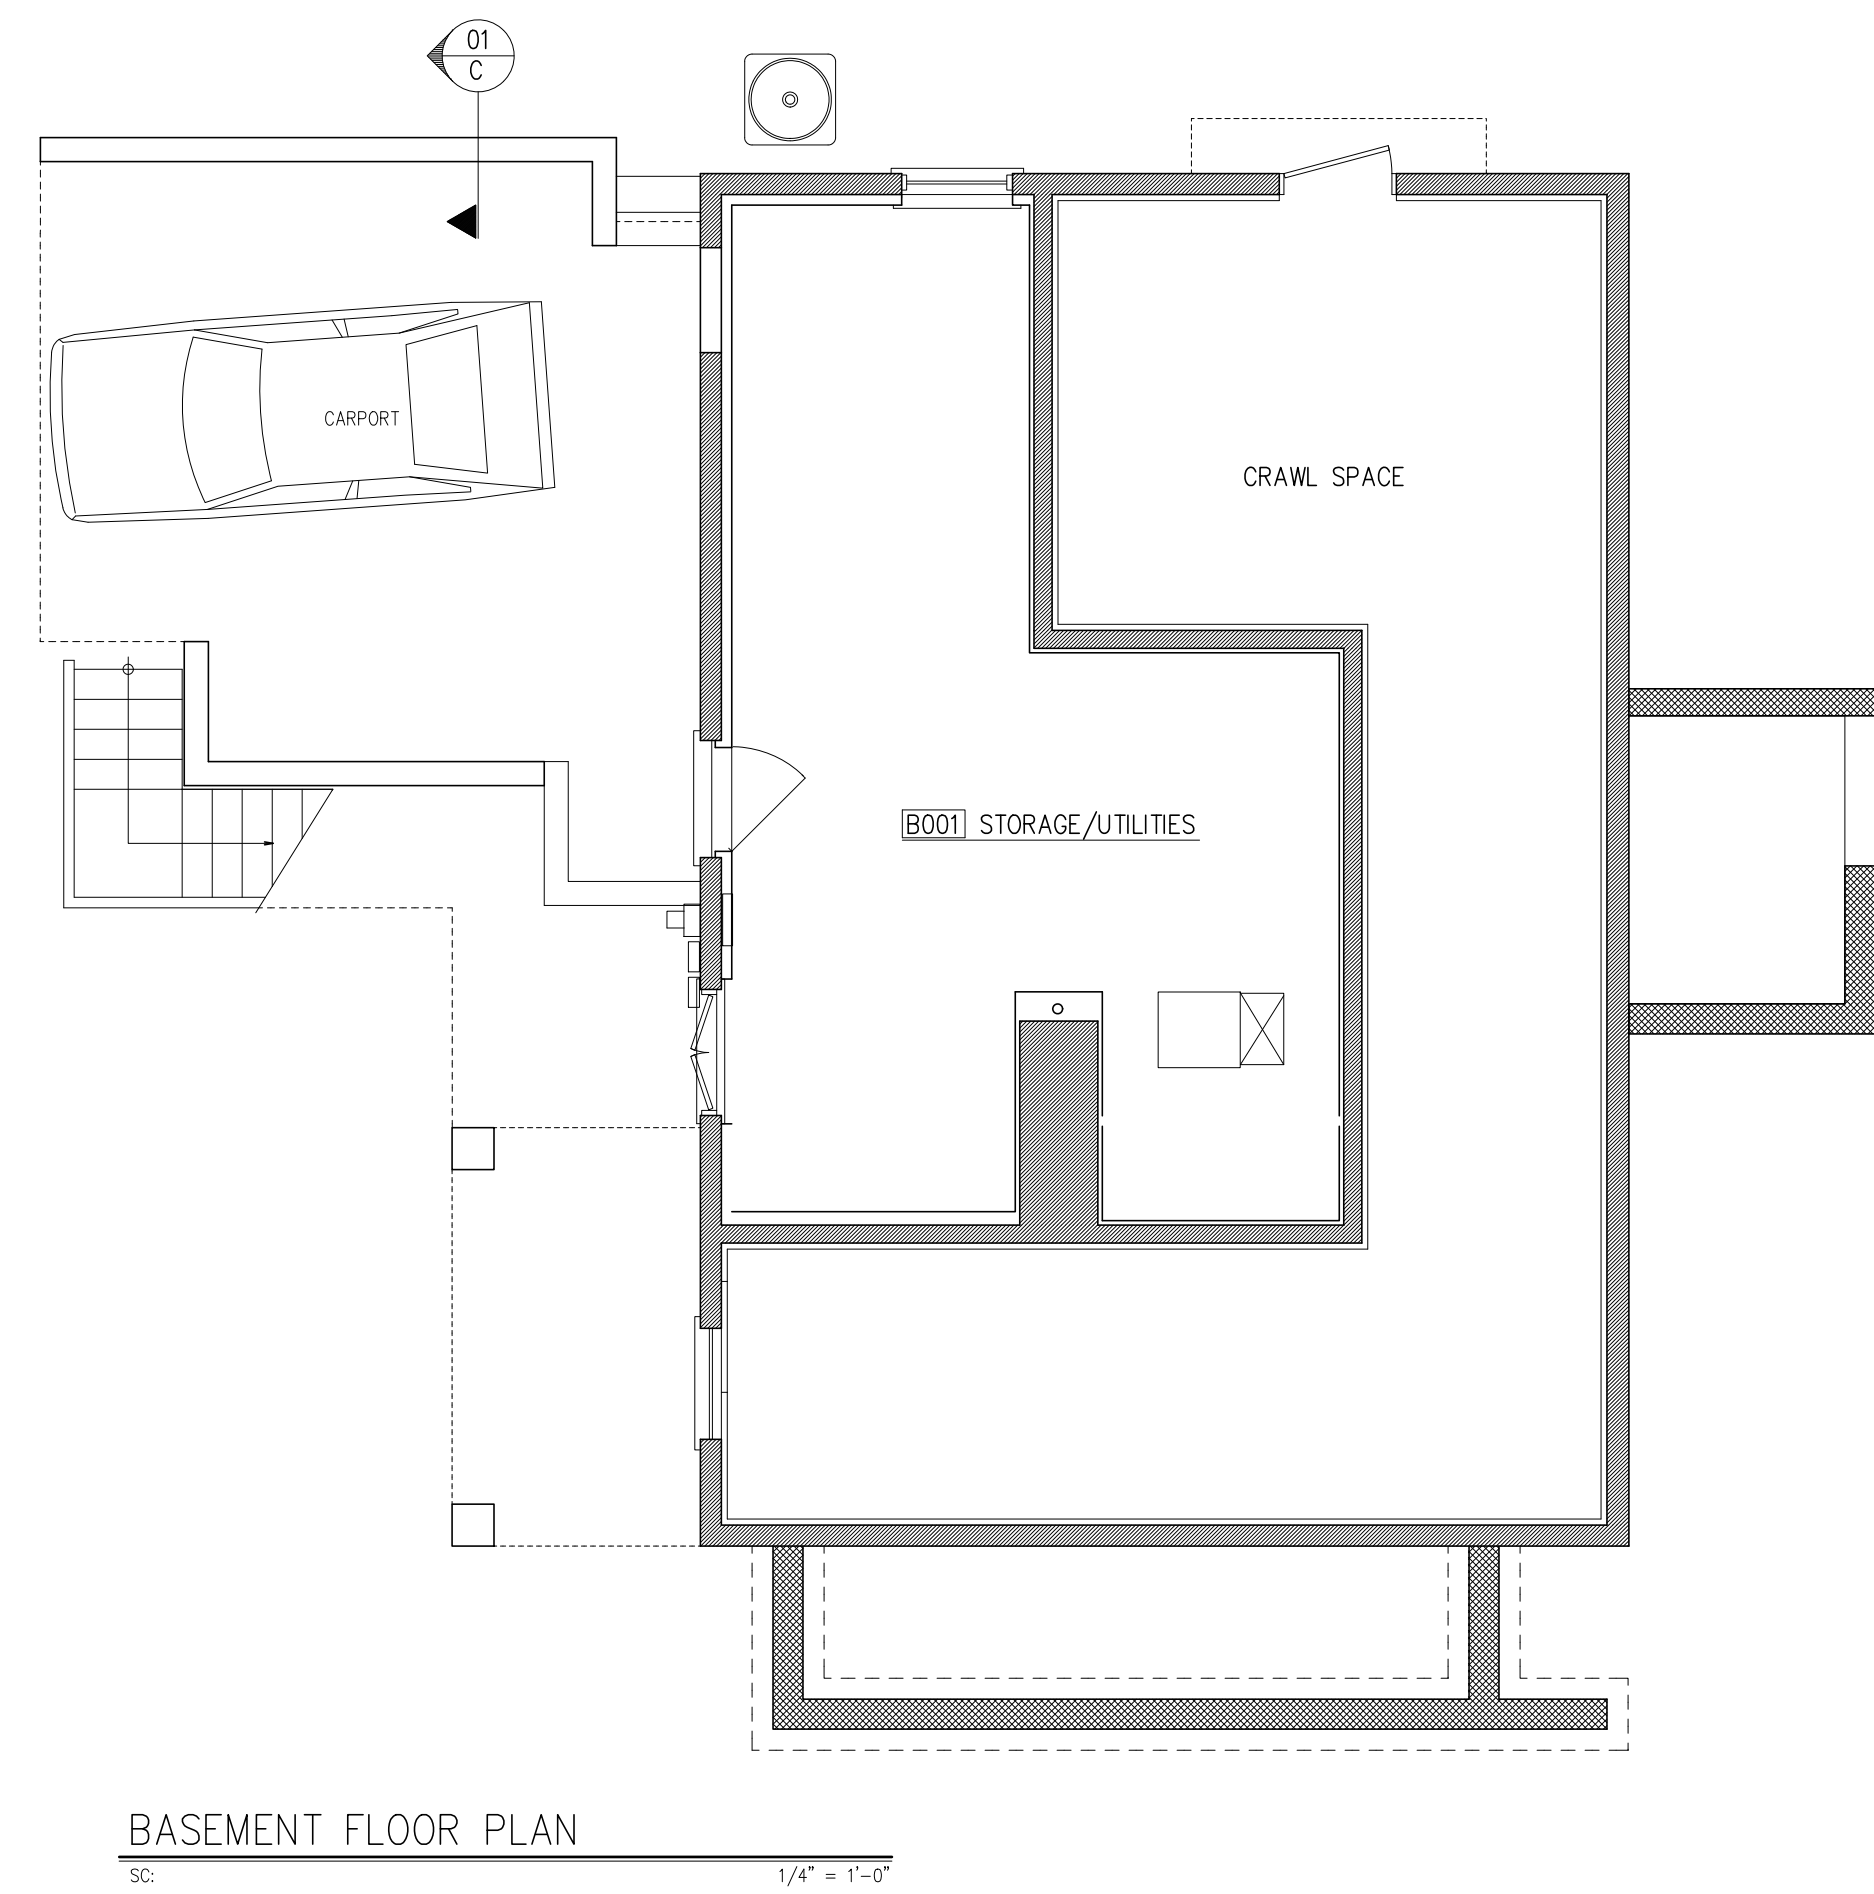 01
C
CARPORT
CRAWL SPACE
B001 STORAGE/UTILITIES
BASEMENT FLOOR PLAN
SC: 1/4" = 1'-0"